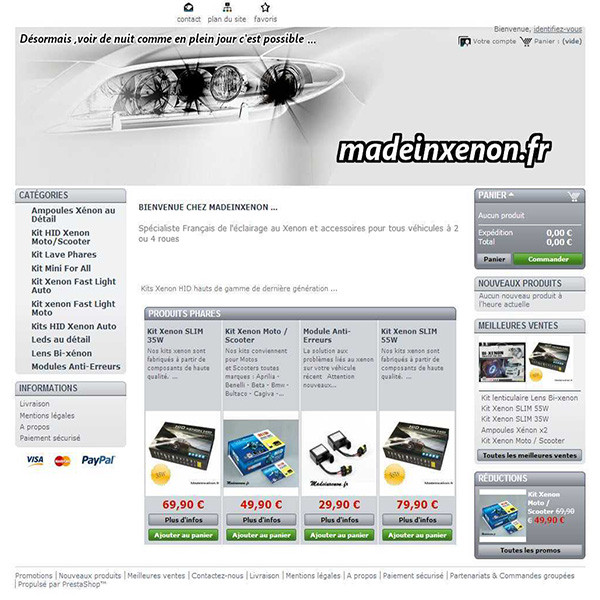 contact plan du site favoris
Bienvenue, identifiez-vous
Votre compte Panier : (vide)
Désormais ,voir de nuit comme en plein jour c'est possible ...
madeinxenon.fr
CATÉGORIES
Ampoules Xénon au
Détail
Kit HID Xenon
Moto/Scooter
Kit Lave Phares
Kit Mini For All
Kit Xenon Fast Light
Auto
Kit xenon Fast Light
Moto
Kits HID Xenon Auto
Leds au détail
Lens Bi-xénon
Modules Anti-Erreurs
INFORMATIONS
Livraison
Mentions légales
A propos
Paiement sécurisé
VISA MasterCard PayPal
BIENVENUE CHEZ MADEINXENON ...
Spécialiste Français de l'éclairage au Xenon et accessoires pour tous véhicules à 2
ou 4 roues
Kits Xenon HID hauts de gamme de dernière génération ...
PRODUITS PHARES
Kit Xenon SLIM
35W
Nos kits xenon sont
fabriqués à partir de
composants de haute
qualité. ...
HID XENON
Madeinxenon.fr
69,90 €
Plus d'infos
Ajouter au panier
Kit Xenon Moto /
Scooter
Nos kits conviennent
pour Motos
et Scooters toutes
marques : Aprilia -
Benelli - Beta - Bmw -
Bultaco - Cagiva -...
Madeinxenon.fr
49,90 €
Plus d'infos
Ajouter au panier
Module Anti-
Erreurs
La solution aux
problèmes liés au xenon
sur votre véhicule
récent Attention
nouveaux...
Madeinxenon.fr
29,90 €
Plus d'infos
Ajouter au panier
Kit Xenon SLIM
55W
Nos kits xenon sont
fabriqués à partir de
composants de haute
qualité. ...
HID XENON
Madeinxenon.fr
79,90 €
Plus d'infos
Ajouter au panier
PANIER
Aucun produit
Expédition 0,00 €
Total 0,00 €
Panier Commander
NOUVEAUX PRODUITS
Aucun nouveau produit à
l'heure actuelle
MEILLEURES VENTES
BI-XENON
Kit lenticulaire Lens Bi-xenon
Kit Xenon SLIM 55W
Kit Xenon SLIM 35W
Ampoules Xénon x2
Kit Xenon Moto / Scooter
Toutes les meilleures ventes
RÉDUCTIONS
Kit Xenon
Moto /
Scooter 69,90
€ 49,90 €
Toutes les promos
Promotions | Nouveaux produits | Meilleures ventes | Contactez-nous | Livraison | Mentions légales | A propos | Paiement sécurisé | Partenariats & Commandes groupées
| Propulsé par PrestaShop™